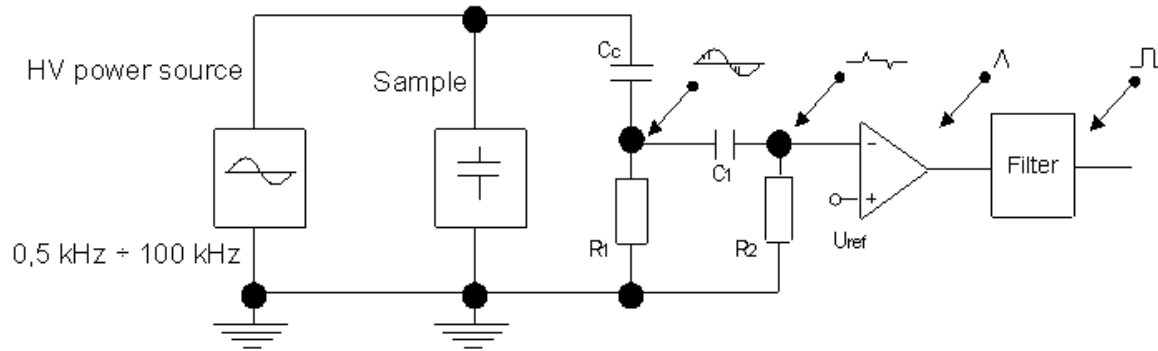 HV power source
Sample
0,5 kHz ÷ 100 kHz
Cc
C1
R1
R2
-
+
Uref
Filter